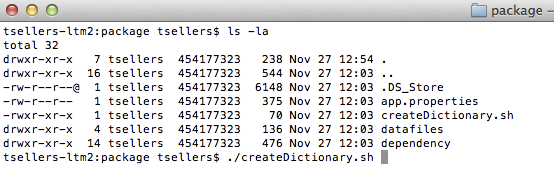 package —
tsellers-ltm2:package tsellers$ ls -la
total 32
drwxr-xr-x   7 tsellers  454177323   238 Nov 27 12:54 .
drwxr-xr-x  16 tsellers  454177323   544 Nov 27 12:03 ..
-rw-r--r--@  1 tsellers  454177323  6148 Nov 27 12:03 .DS_Store
-rw-r--r--   1 tsellers  454177323   375 Nov 27 12:03 app.properties
-rwxr-xr-x   1 tsellers  454177323    70 Nov 27 12:03 createDictionary.sh
drwxr-xr-x   4 tsellers  454177323   136 Nov 27 12:03 datafiles
drwxr-xr-x  14 tsellers  454177323   476 Nov 27 12:03 dependency
tsellers-ltm2:package tsellers$ ./createDictionary.sh